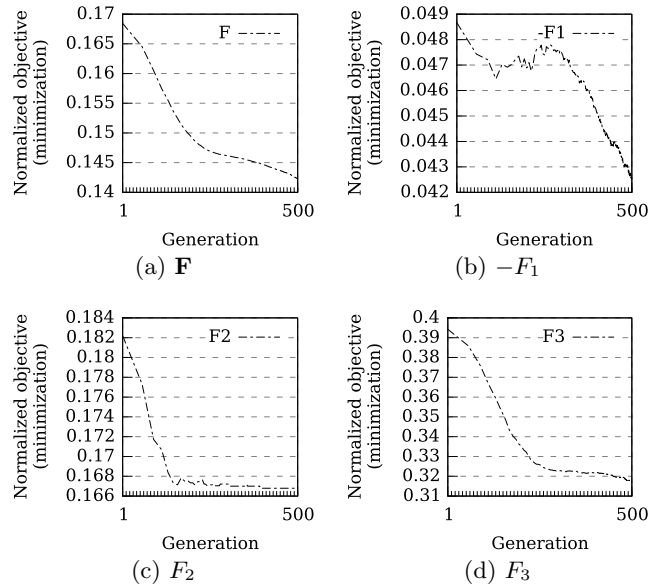 Normalized objective
(minimization)
0.17
0.165
0.16
0.155
0.15
0.145
0.14
F
1
500
Generation
(a) F
Normalized objective
(minimization)
0.049
0.048
0.047
0.046
0.045
0.044
0.043
0.042
-F1
1
500
Generation
(b) −F₁
Normalized objective
(minimization)
0.184
0.182
0.18
0.178
0.176
0.174
0.172
0.17
0.168
0.166
F2
1
500
Generation
(c) F₂
Normalized objective
(minimization)
0.4
0.39
0.38
0.37
0.36
0.35
0.34
0.33
0.32
0.31
F3
1
500
Generation
(d) F₃